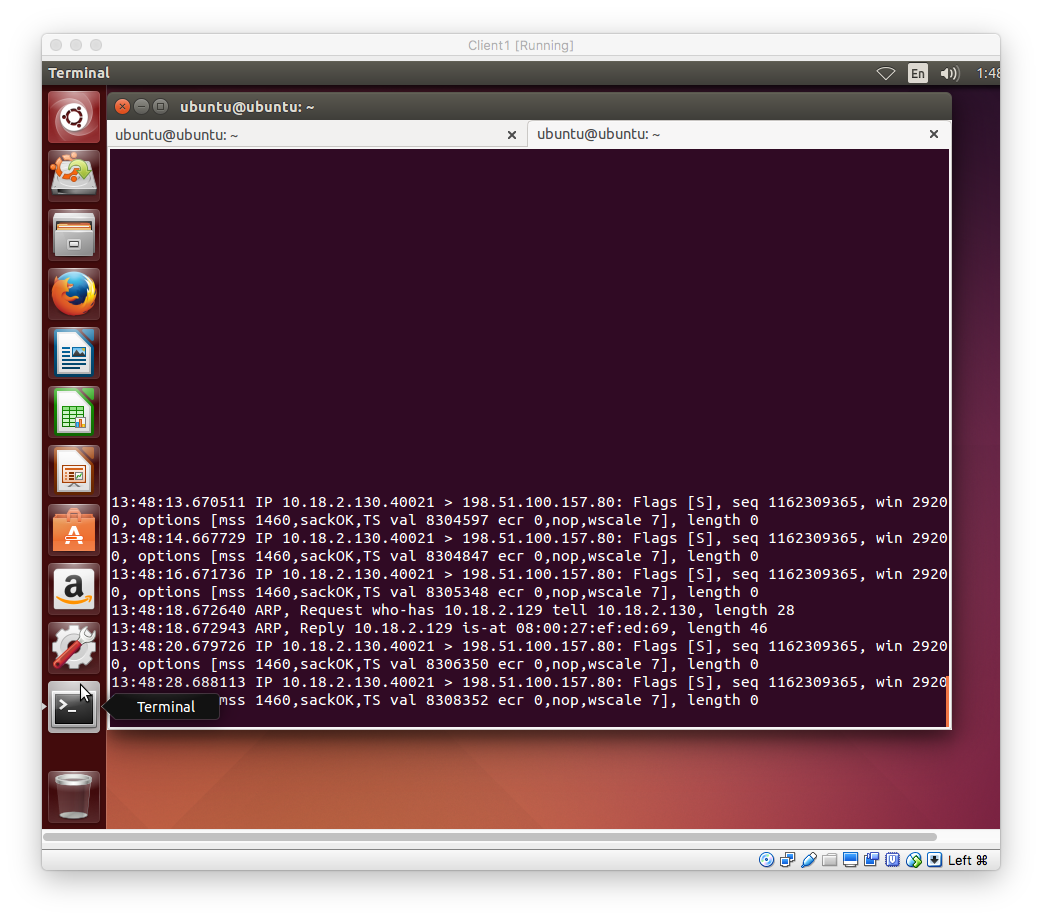 Client1 [Running]
Terminal
En
1:48
ubuntu@ubuntu: ~
ubuntu@ubuntu: ~
ubuntu@ubuntu: ~
13:48:13.670511 IP 10.18.2.130.40021 > 198.51.100.157.80: Flags [S], seq 1162309365, win 2920
0, options [mss 1460,sackOK,TS val 8304597 ecr 0,nop,wscale 7], length 0
13:48:14.667729 IP 10.18.2.130.40021 > 198.51.100.157.80: Flags [S], seq 1162309365, win 2920
0, options [mss 1460,sackOK,TS val 8304847 ecr 0,nop,wscale 7], length 0
13:48:16.671736 IP 10.18.2.130.40021 > 198.51.100.157.80: Flags [S], seq 1162309365, win 2920
0, options [mss 1460,sackOK,TS val 8305348 ecr 0,nop,wscale 7], length 0
13:48:18.672640 ARP, Request who-has 10.18.2.129 tell 10.18.2.130, length 28
13:48:18.672943 ARP, Reply 10.18.2.129 is-at 08:00:27:ef:ed:69, length 46
13:48:20.679726 IP 10.18.2.130.40021 > 198.51.100.157.80: Flags [S], seq 1162309365, win 2920
0, options [mss 1460,sackOK,TS val 8306350 ecr 0,nop,wscale 7], length 0
13:48:28.688113 IP 10.18.2.130.40021 > 198.51.100.157.80: Flags [S], seq 1162309365, win 2920
ss 1460,sackOK,TS val 8308352 ecr 0,nop,wscale 7], length 0
Terminal
Left ⌘